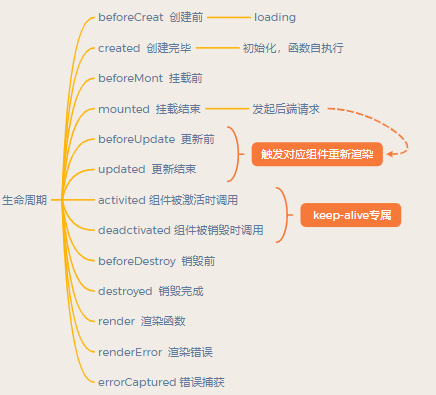 beforeCreat 创建前
loading
created 创建完毕
初始化，函数自执行
beforeMont 挂载前
mounted 挂载结束
发起后端请求
beforeUpdate 更新前
触发对应组件重新渲染
updated 更新结束
生命周期
activited 组件被激活时调用
keep-alive专属
deadctivated 组件被销毁时调用
beforeDestroy 销毁前
destroyed 销毁完成
render 渲染函数
renderError 渲染错误
errorCaptured 错误捕获